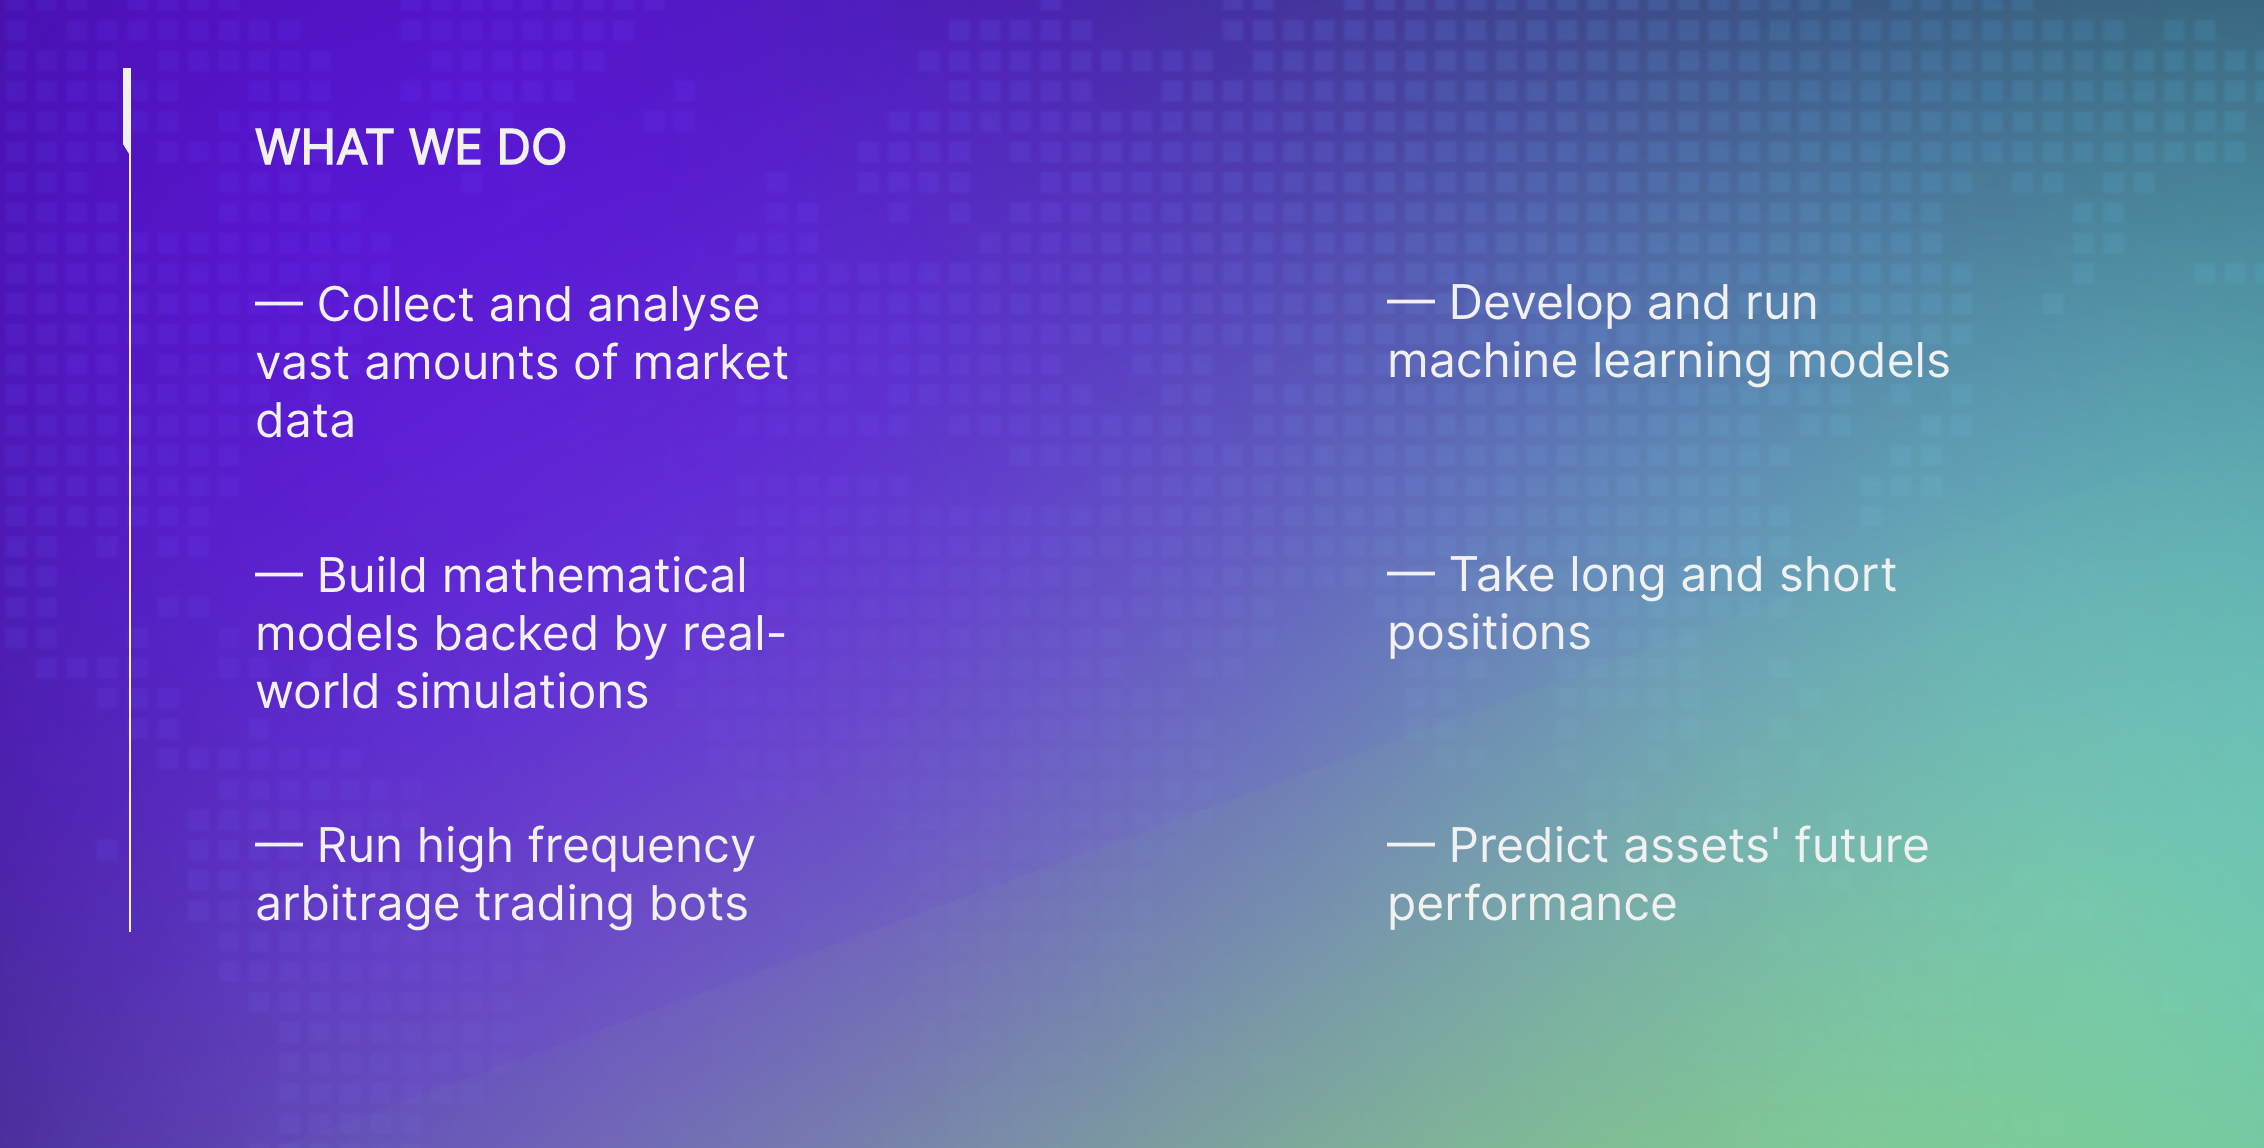 WHAT WE DO
— Collect and analyse
vast amounts of market
data
— Build mathematical
models backed by real-
world simulations
— Run high frequency
arbitrage trading bots
— Develop and run
machine learning models
— Take long and short
positions
— Predict assets' future
performance